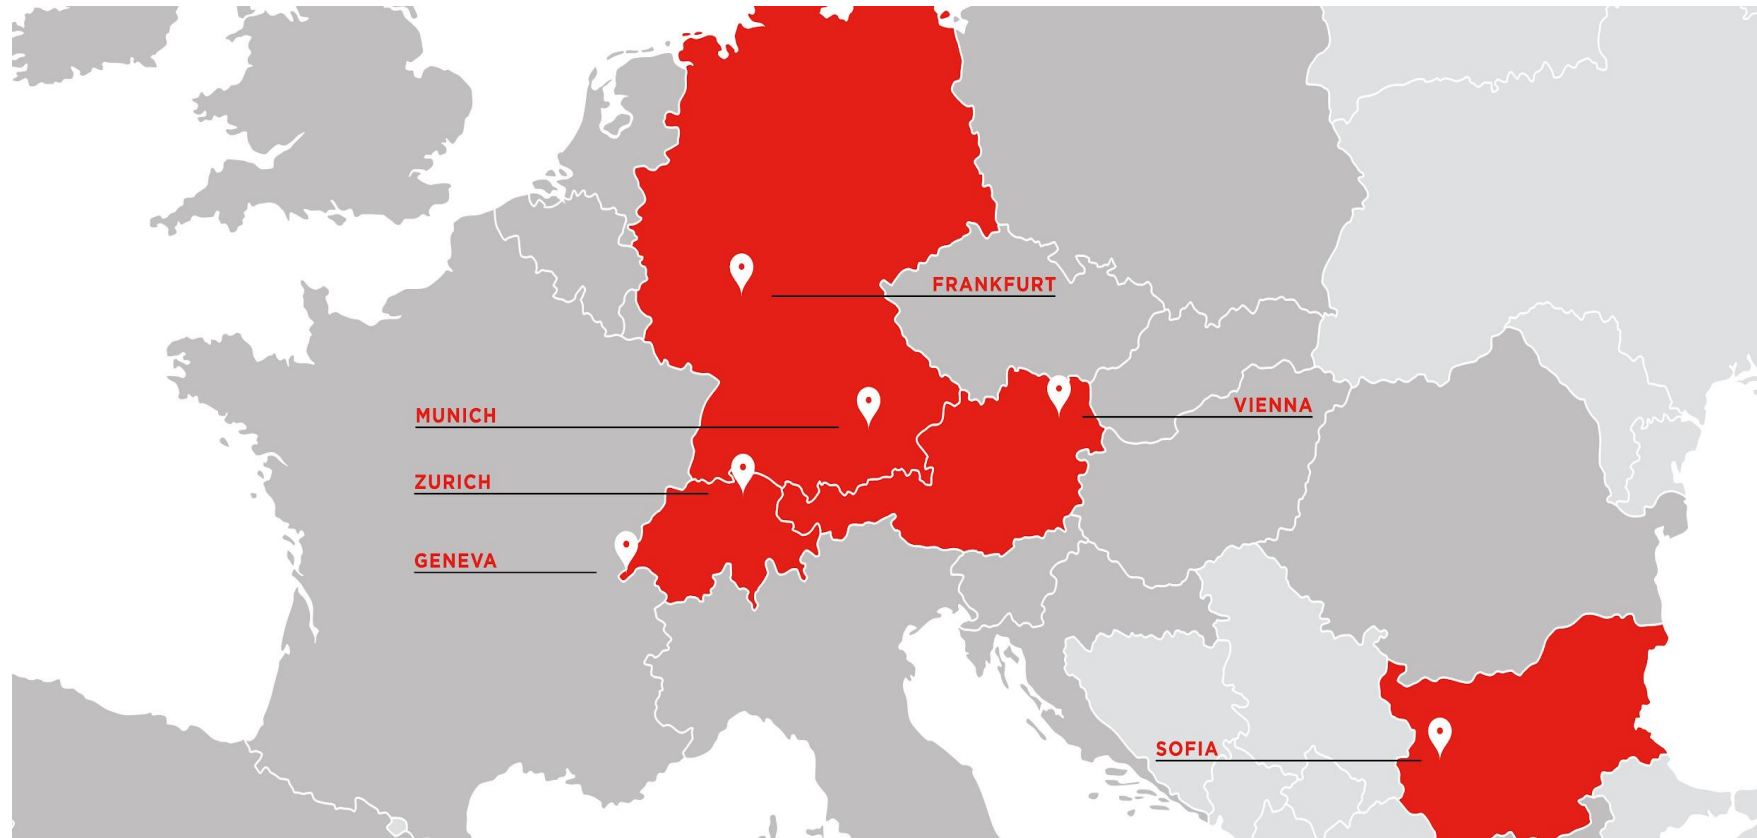 FRANKFURT
MUNICH
VIENNA
ZURICH
GENEVA
SOFIA